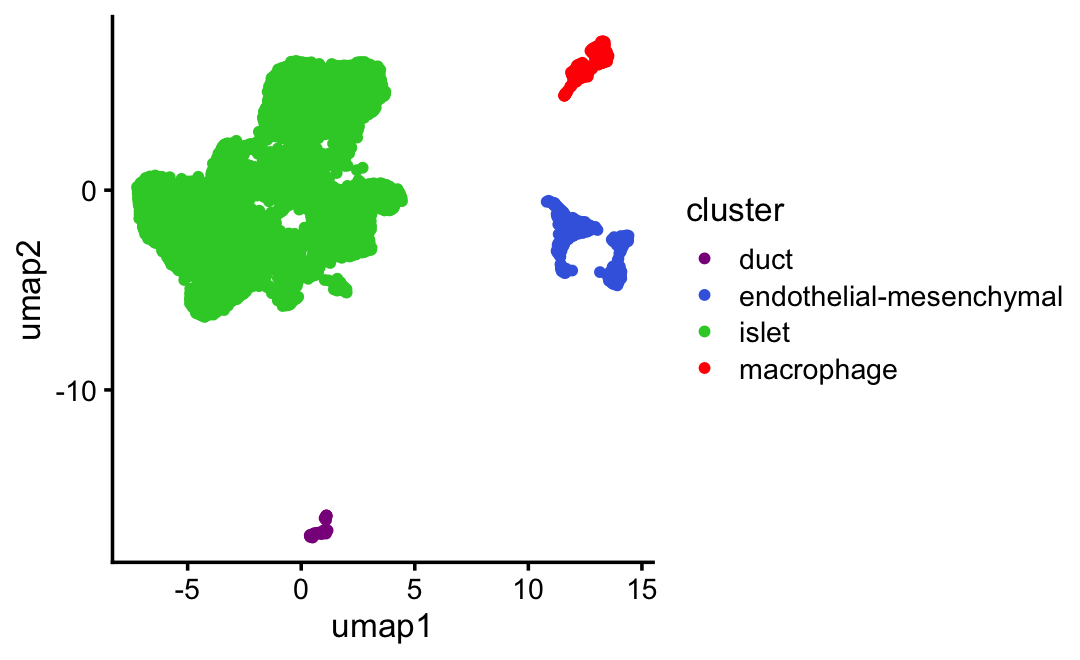 0
-10
umap2
-5
0
5
10
15
umap1
cluster
duct
endothelial-mesenchymal
islet
macrophage